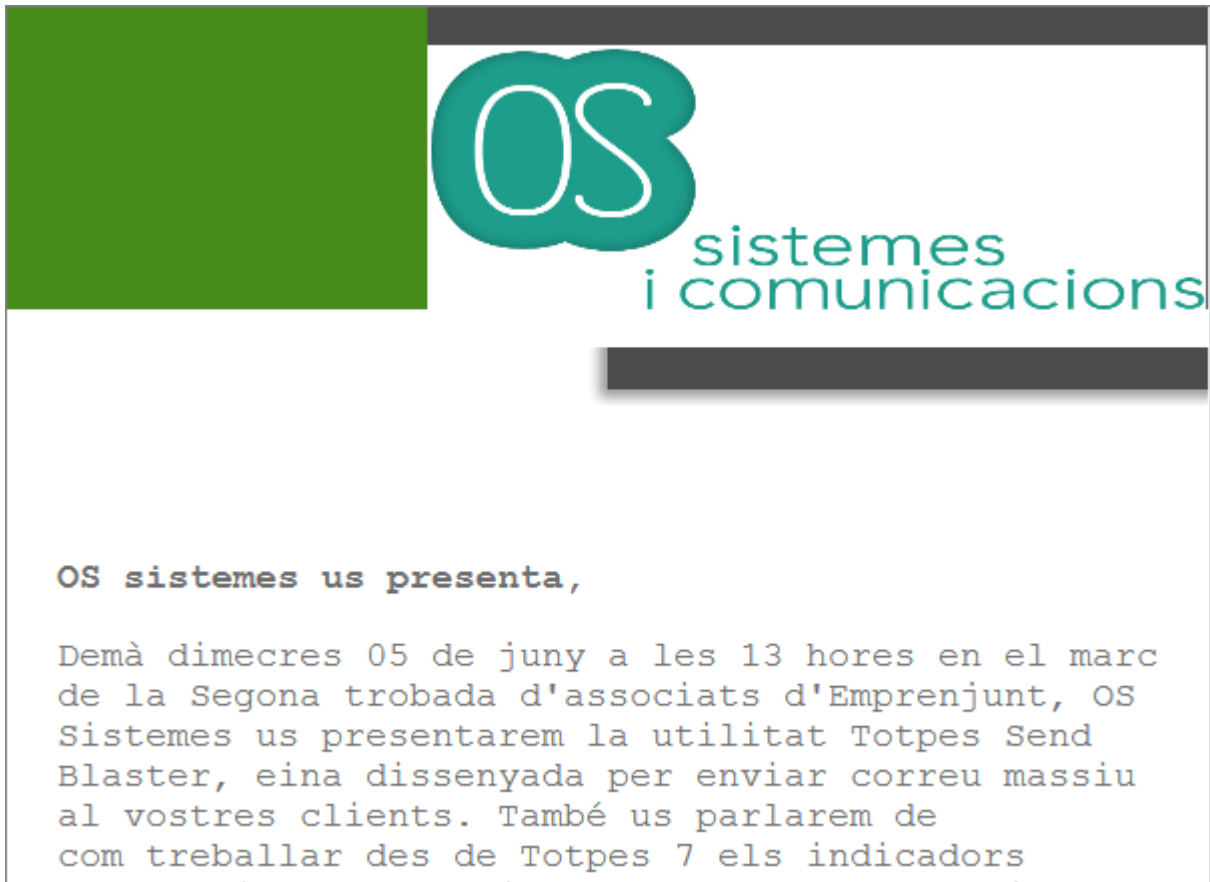 OS
sistemes
i comunicacions
OS sistemes us presenta,
Demà dimecres 05 de juny a les 13 hores en el marc
de la Segona trobada d'associats d'Emprenjunt, OS
Sistemes us presentarem la utilitat Totpes Send
Blaster, eina dissenyada per enviar correu massiu
al vostres clients. També us parlarem de
com treballar des de Totpes 7 els indicadors